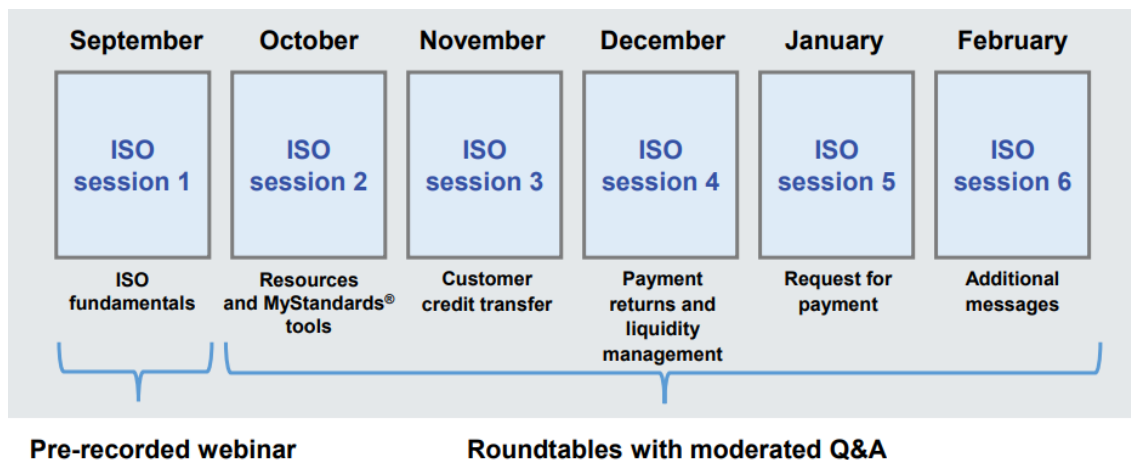 September October November December January February
ISO
session 1
ISO
session 2
ISO
session 3
ISO
session 4
ISO
session 5
ISO
session 6
ISO
fundamentals
Resources
and MyStandards®
tools
Customer
credit transfer
Payment
returns and
liquidity
management
Request for
payment
Additional
messages
Pre-recorded webinar
Roundtables with moderated Q&A